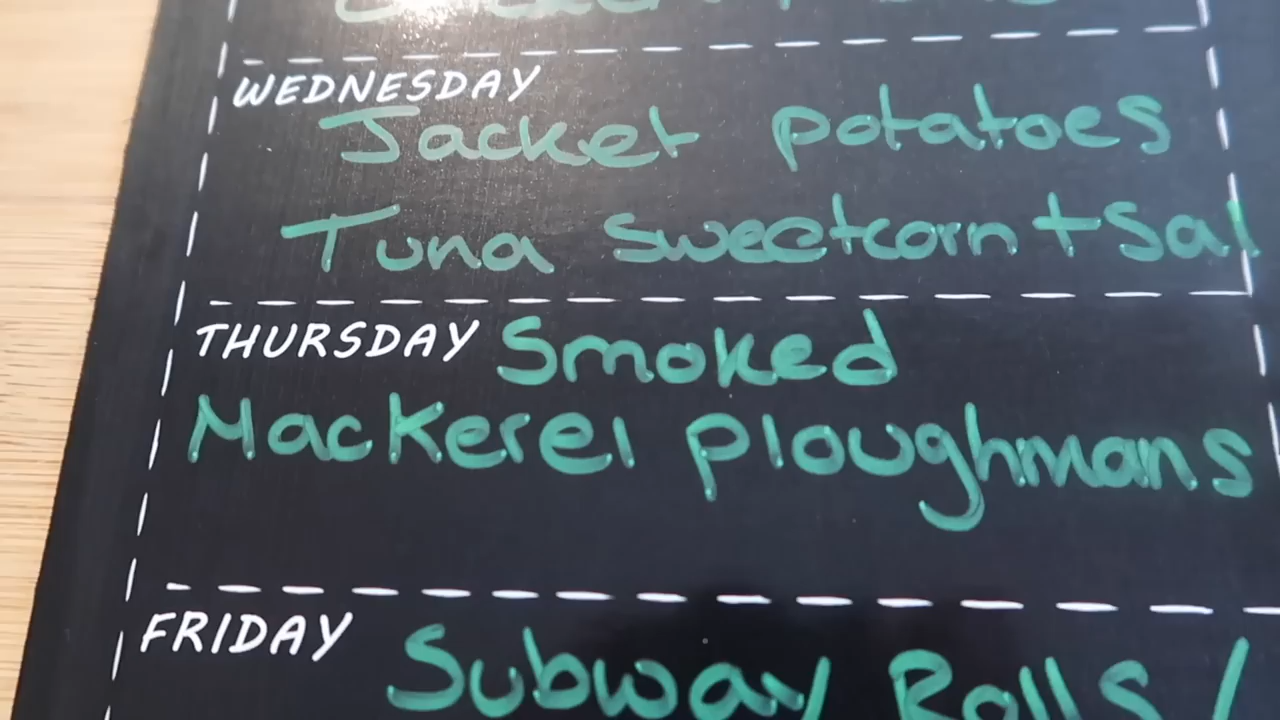 WEDNESDAY
Jacket potatoes
Tuna sweetcorn + Sal
THURSDAY Smoked
Mackerel ploughmans
FRIDAY
Subway Rolls /